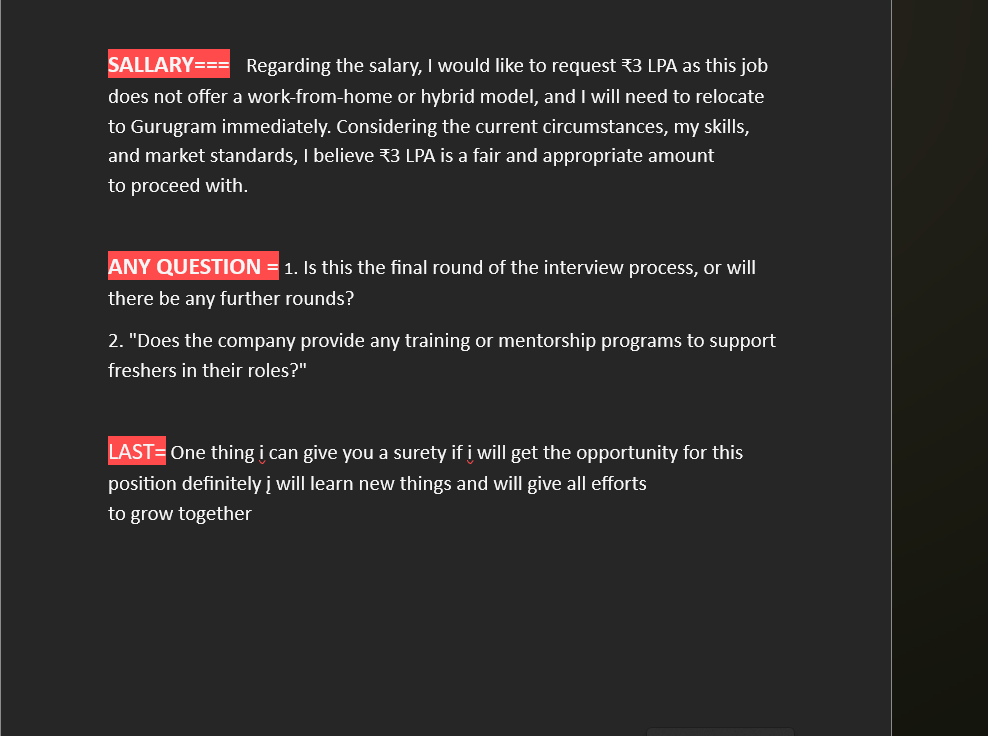 SALLARY=== Regarding the salary, I would like to request ₹3 LPA as this job
does not offer a work-from-home or hybrid model, and I will need to relocate
to Gurugram immediately. Considering the current circumstances, my skills,
and market standards, I believe ₹3 LPA is a fair and appropriate amount
to proceed with.
ANY QUESTION = 1. Is this the final round of the interview process, or will
there be any further rounds?
2. "Does the company provide any training or mentorship programs to support
freshers in their roles?"
LAST= One thing i can give you a surety if i will get the opportunity for this
position definitely i will learn new things and will give all efforts
to grow together